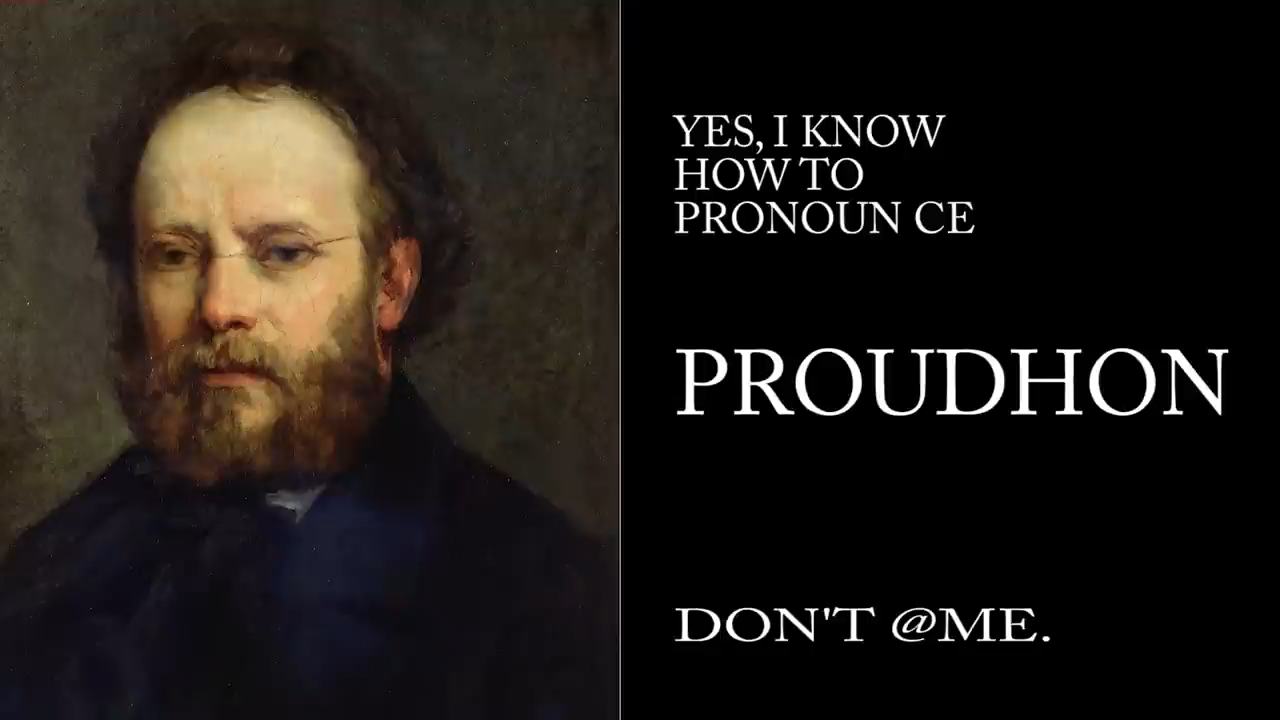 YES, I KNOW
HOW TO
PRONOUN CE
PROUDHON
DON'T @ME.